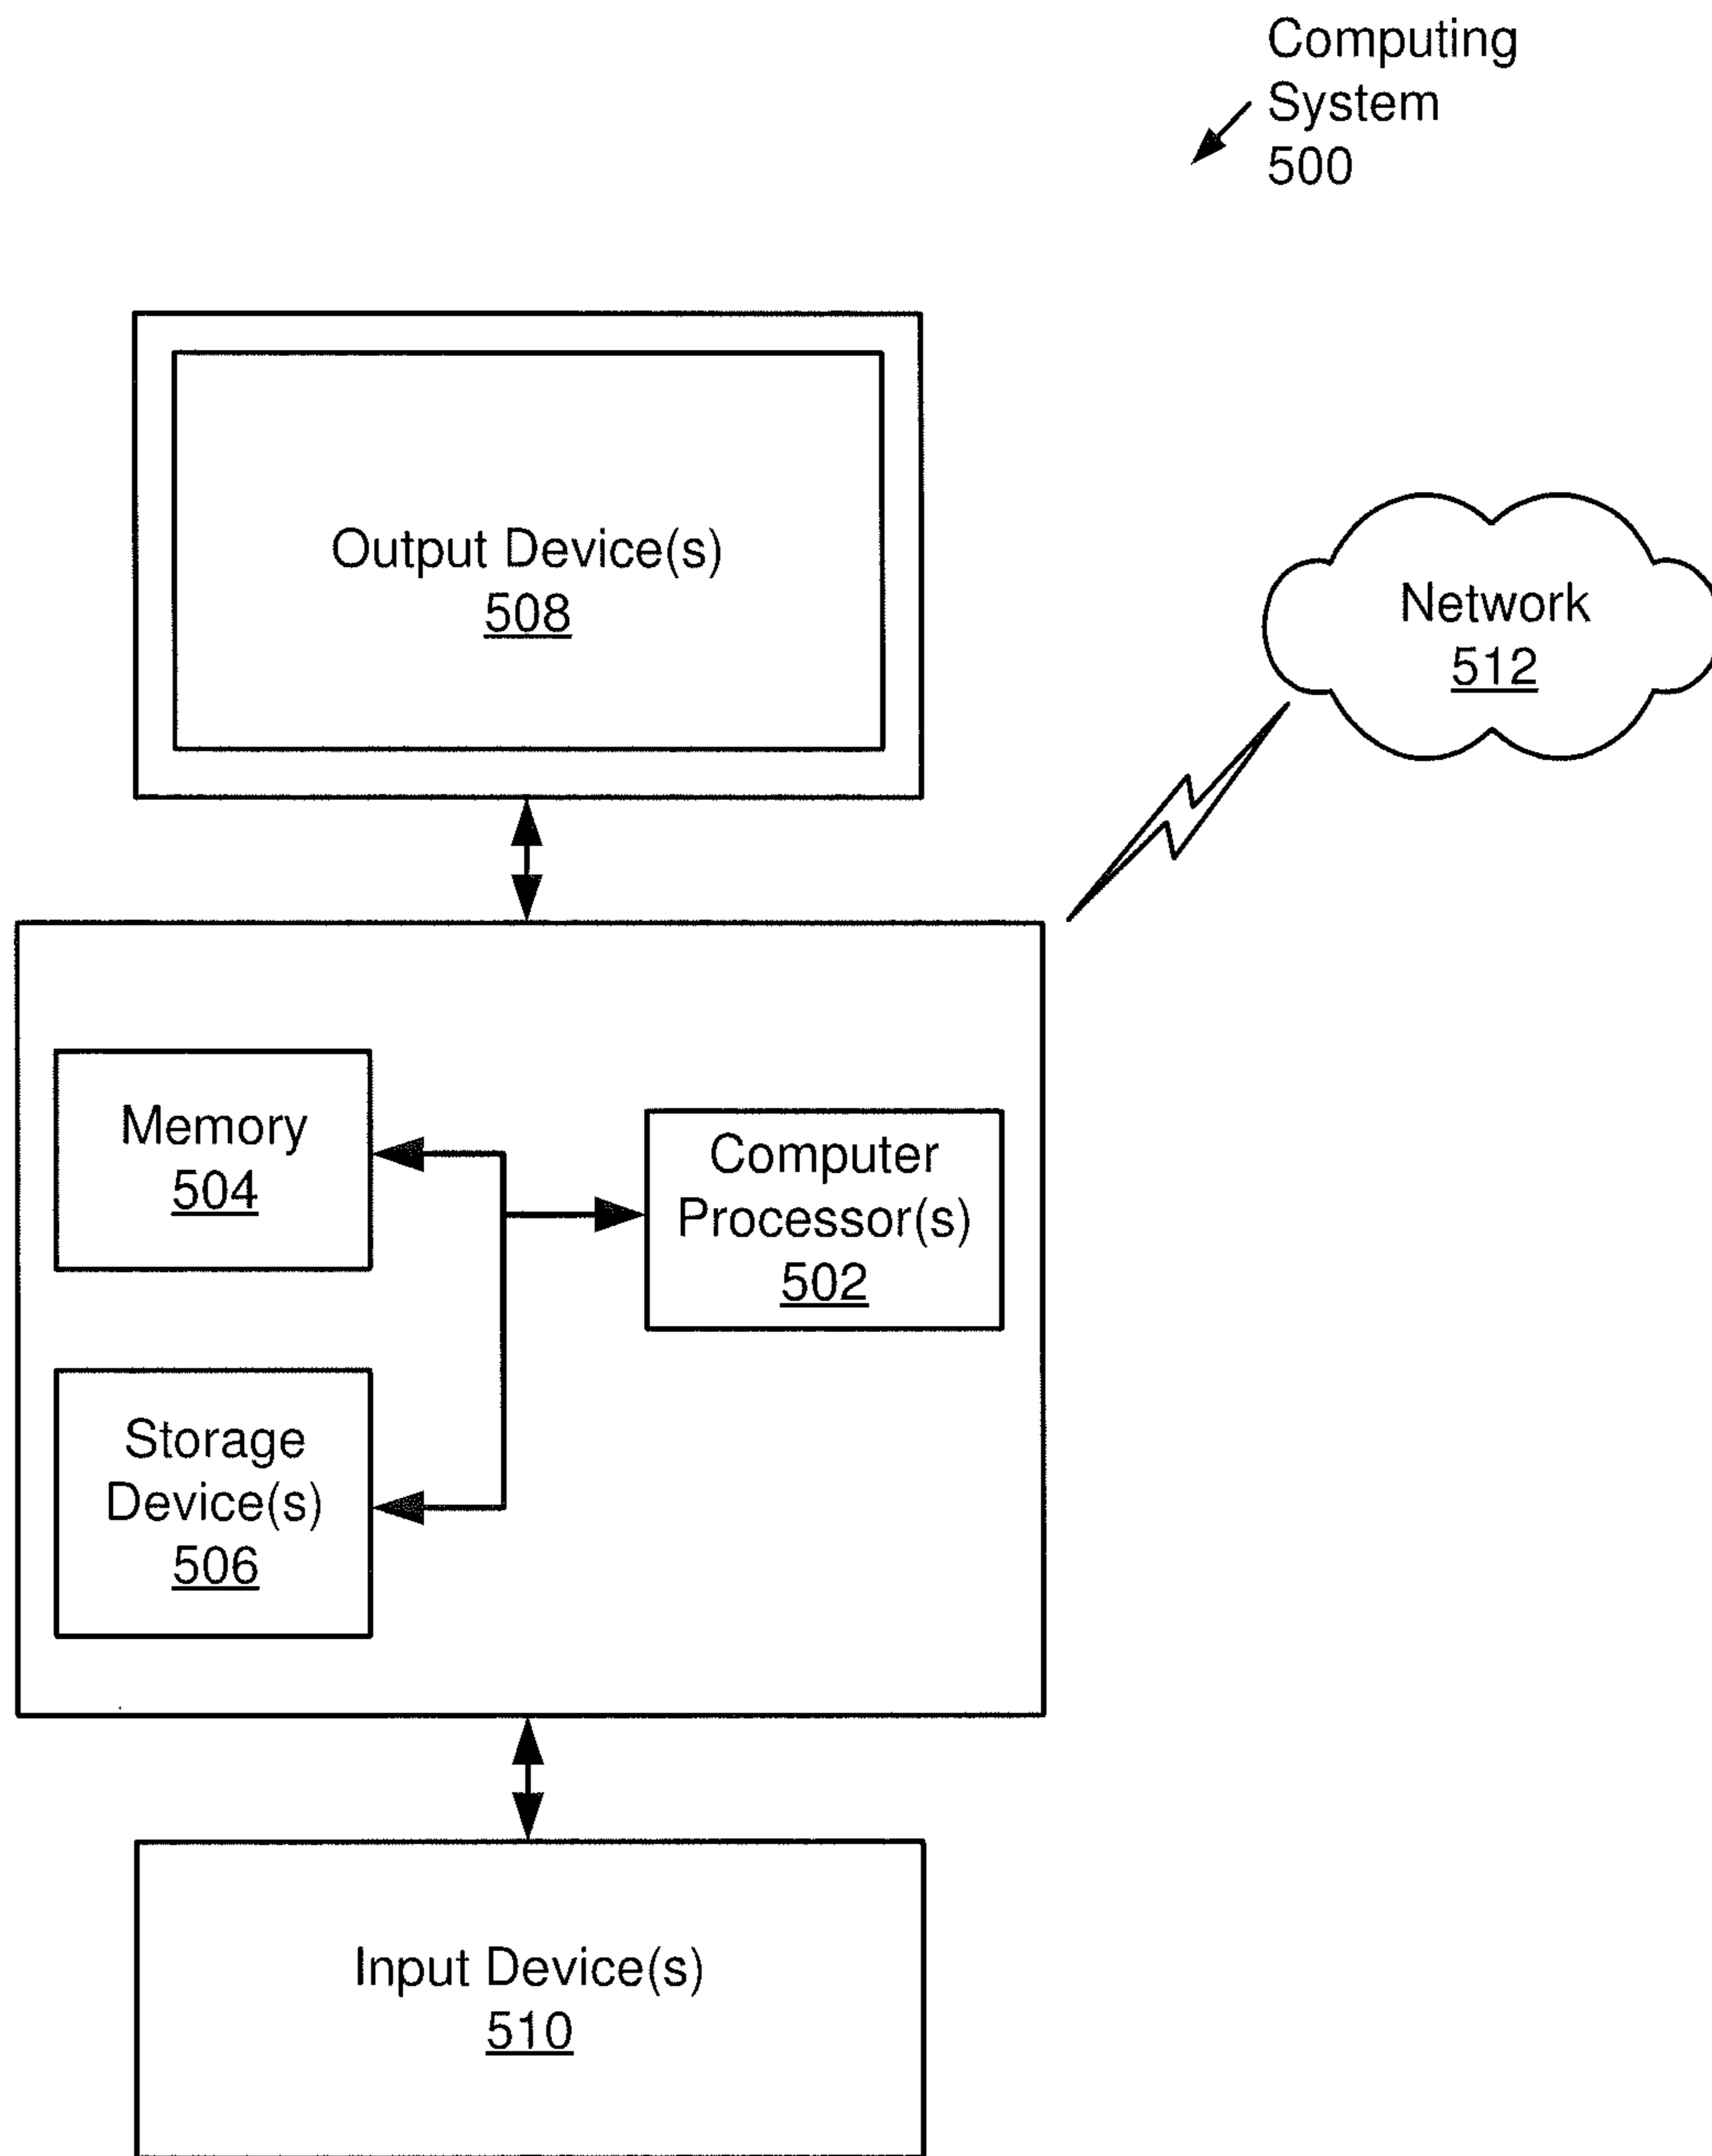 Computing
System
500
Output Device(s)
508
Network
512
Memory
504
Computer
Processor(s)
502
Storage
Device(s)
506
Input Device(s)
510